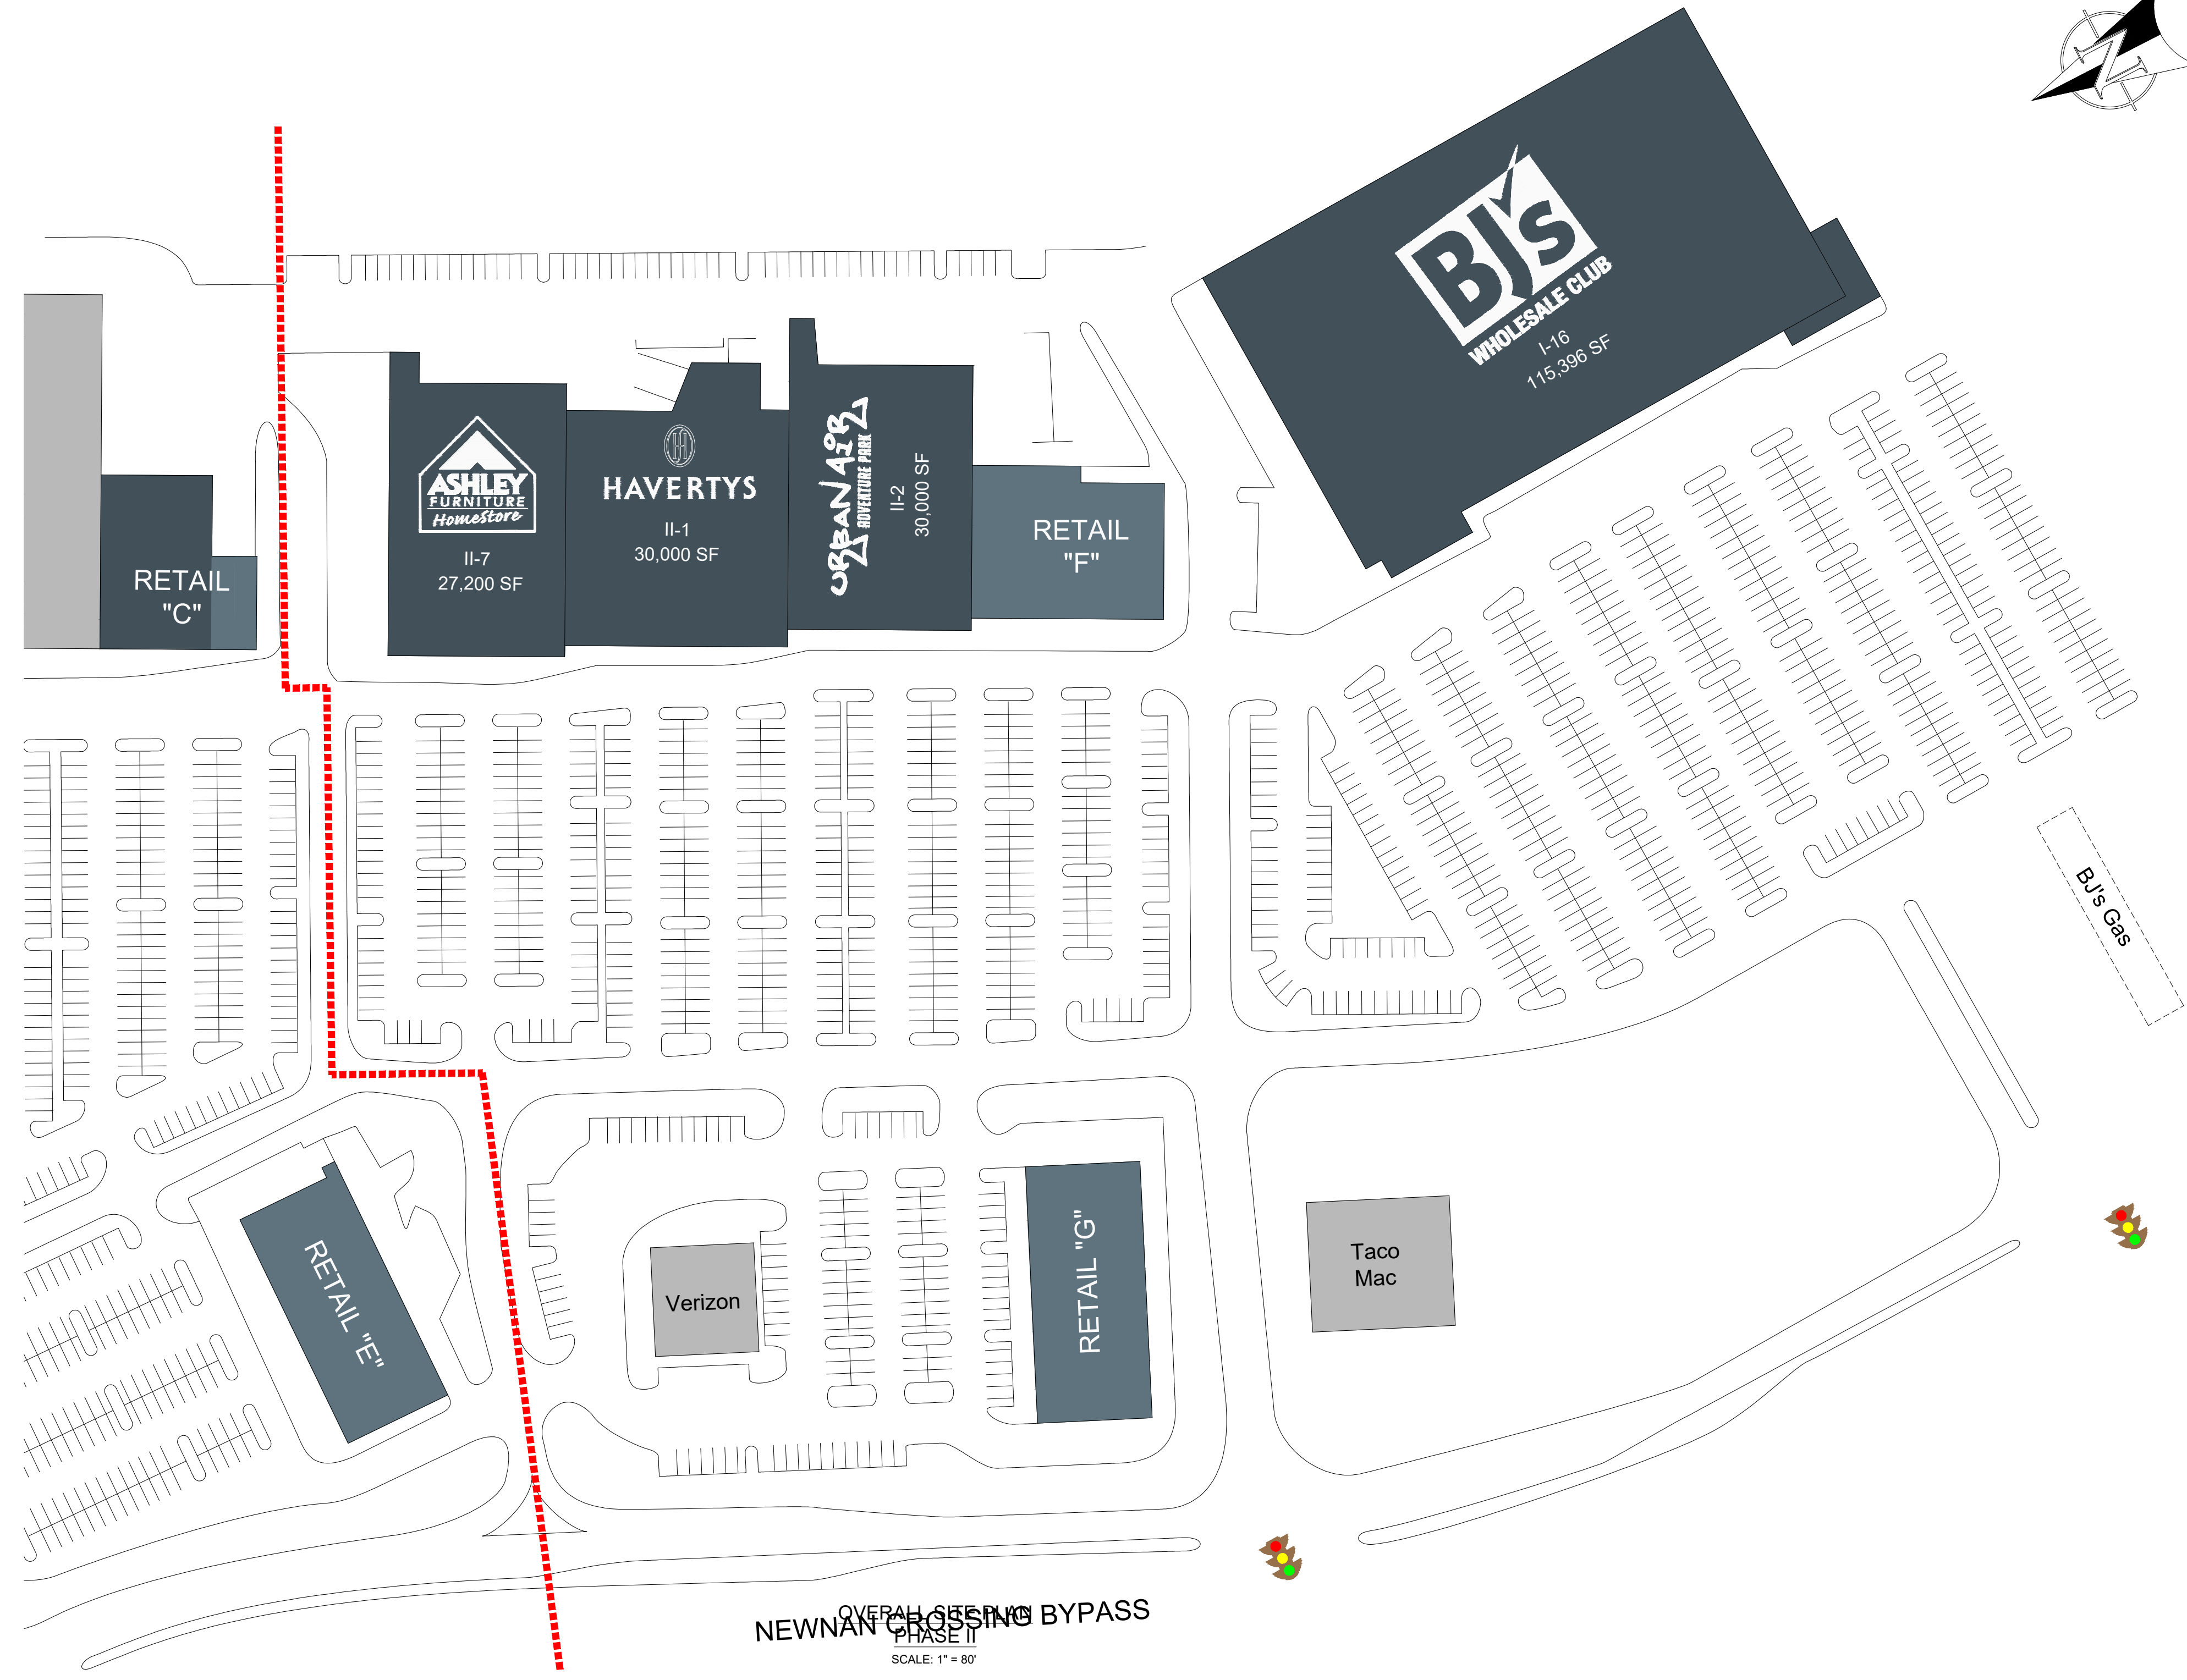 N
BJ's
WHOLESALE CLUB
I-16
115,396 SF
ASHLEY
FURNITURE
HomeStore
II-7
27,200 SF
HAVERTYS
II-1
30,000 SF
URBAN AIR
ADVENTURE PARK
II-2
30,000 SF
RETAIL
"F"
RETAIL
"C"
BJ's Gas
RETAIL "E"
Verizon
RETAIL "G"
Taco
Mac
OVERALL SITE PLAN
NEWNAN CROSSING BYPASS
PHASE II
SCALE: 1" = 80'